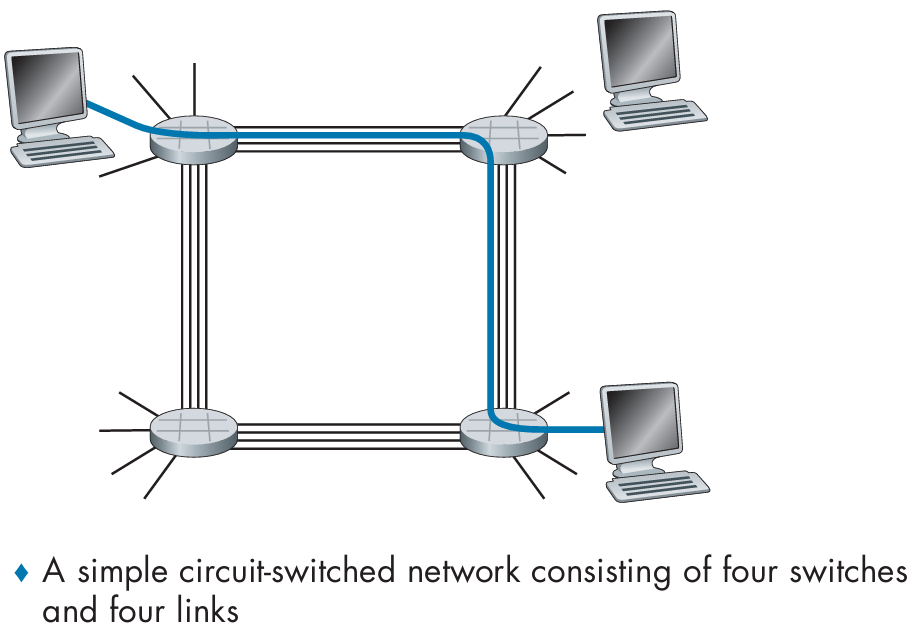 ♦ A simple circuit-switched network consisting of four switches
and four links